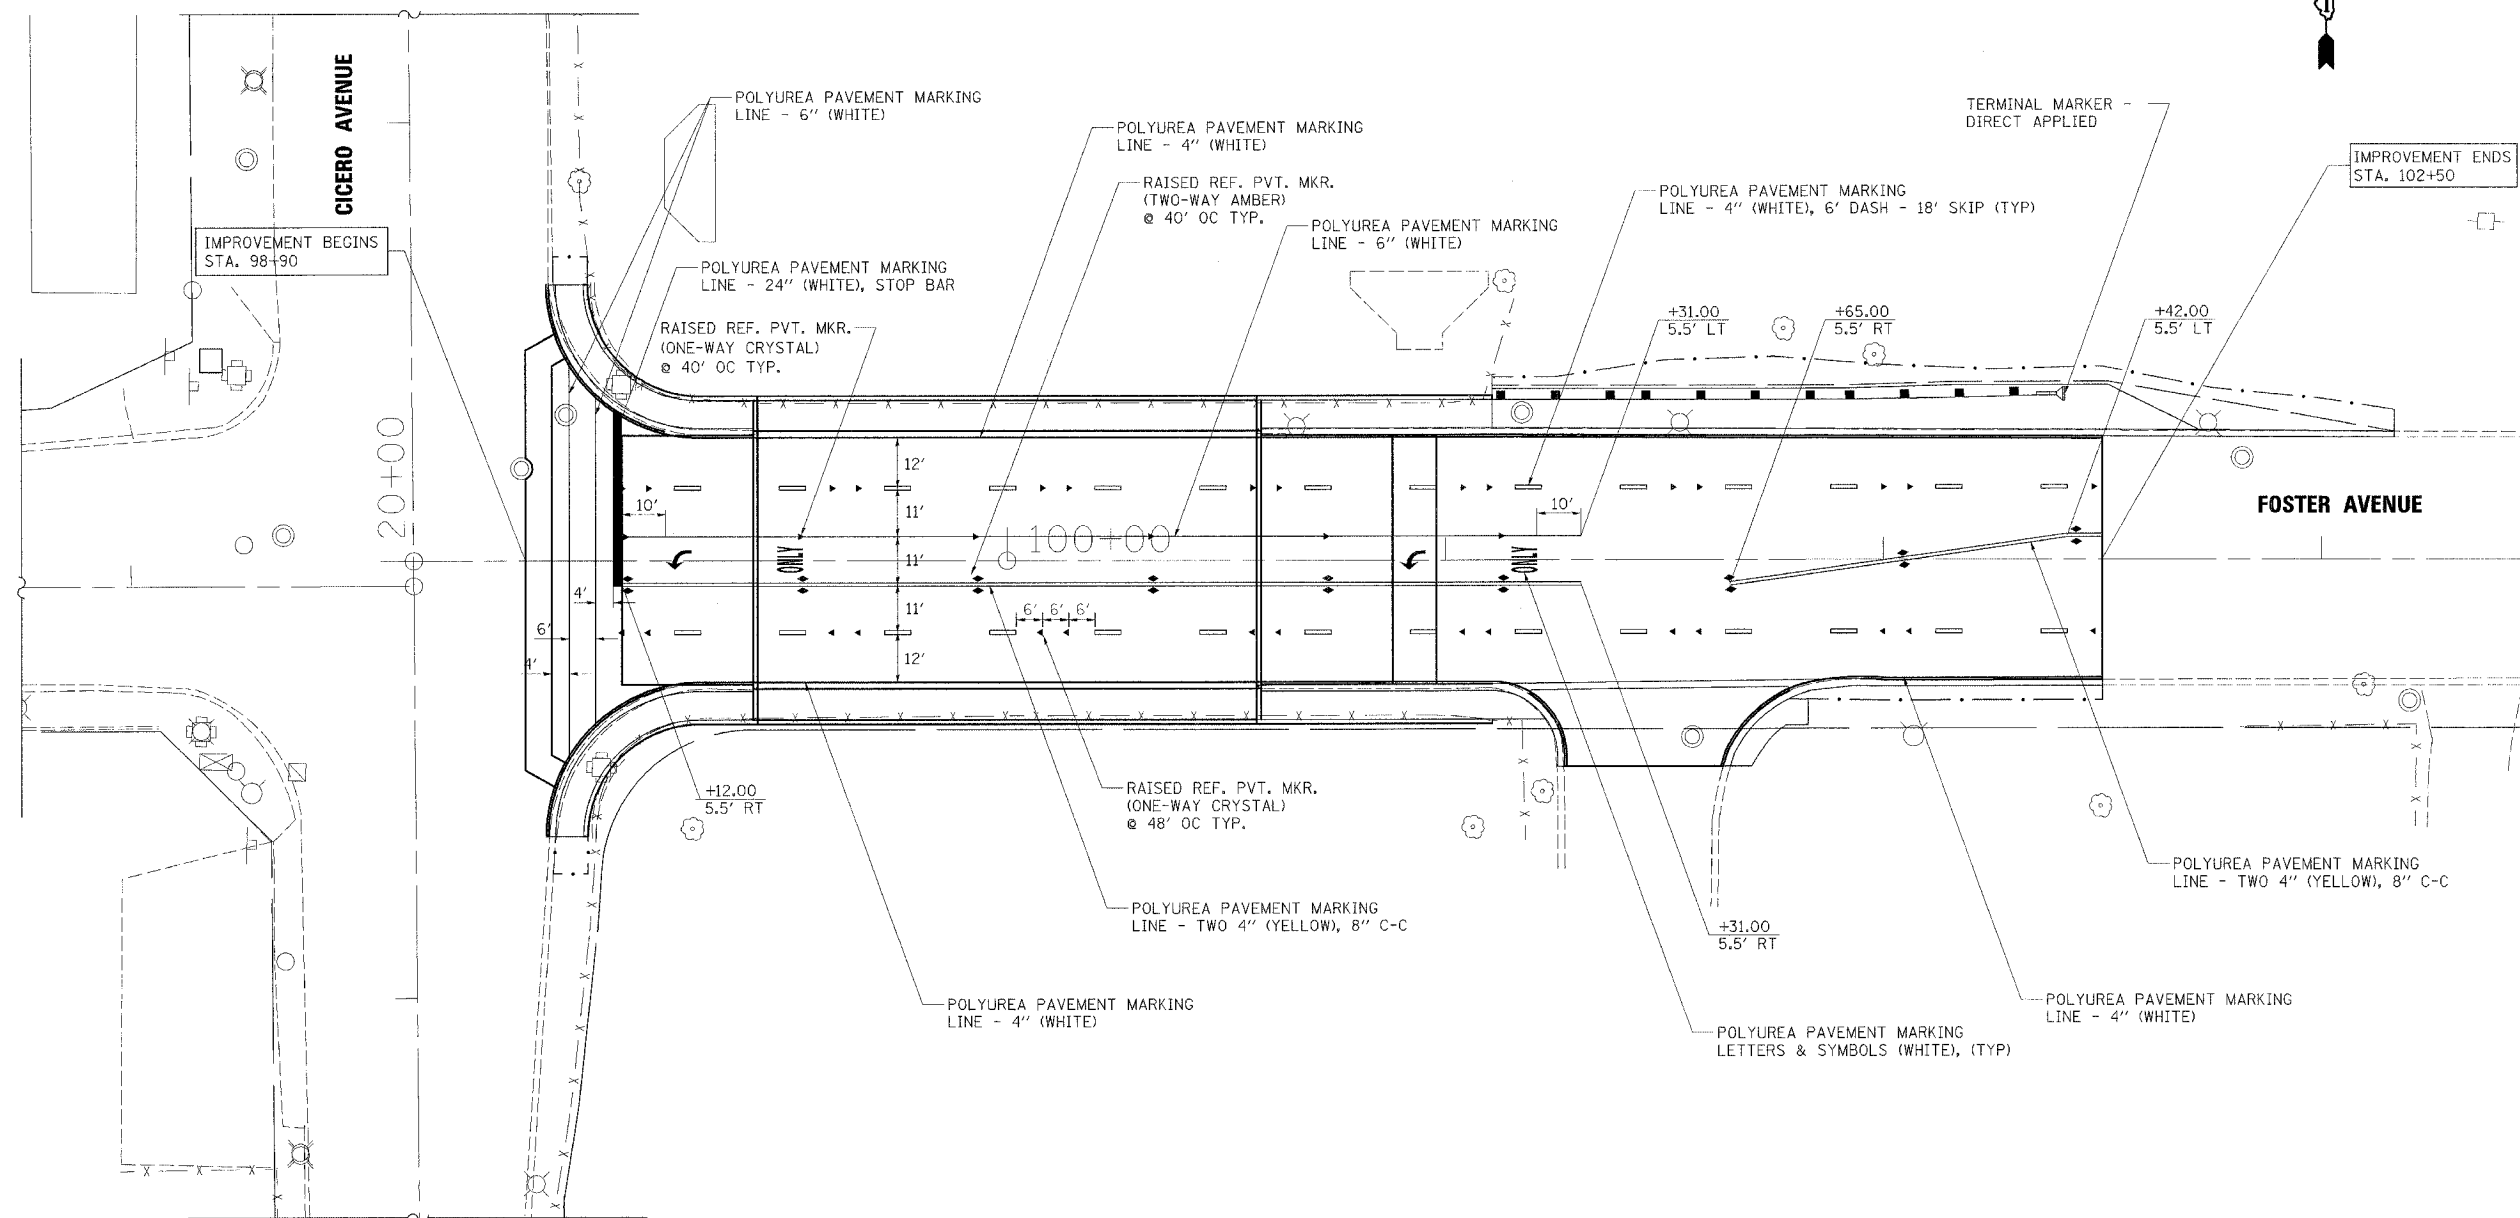 CICERO AVENUE
POLYUREA PAVEMENT MARKING
LINE - 6" (WHITE)
POLYUREA PAVEMENT MARKING
LINE - 4" (WHITE)
TERMINAL MARKER -
DIRECT APPLIED
IMPROVEMENT ENDS
STA. 102+50
RAISED REF. PVT. MKR.
(TWO-WAY AMBER)
@ 40' OC TYP.
POLYUREA PAVEMENT MARKING
LINE - 4" (WHITE), 6' DASH - 18' SKIP (TYP)
POLYUREA PAVEMENT MARKING
LINE - 6" (WHITE)
IMPROVEMENT BEGINS
STA. 98+90
POLYUREA PAVEMENT MARKING
LINE - 24" (WHITE), STOP BAR
RAISED REF. PVT. MKR.
(ONE-WAY CRYSTAL)
@ 40' OC TYP.
+31.00
5.5' LT
+65.00
5.5' RT
+42.00
5.5' LT
20+00
12'
10'
11'
10'
FOSTER AVENUE
100+00
ONLY
11'
ONLY
4'
11'
6' 6' 6'
6'
4'
12'
+12.00
5.5' RT
RAISED REF. PVT. MKR.
(ONE-WAY CRYSTAL)
@ 48' OC TYP.
POLYUREA PAVEMENT MARKING
LINE - TWO 4" (YELLOW), 8" C-C
POLYUREA PAVEMENT MARKING
LINE - TWO 4" (YELLOW), 8" C-C
+31.00
5.5' RT
POLYUREA PAVEMENT MARKING
LINE - 4" (WHITE)
POLYUREA PAVEMENT MARKING
LINE - 4" (WHITE)
POLYUREA PAVEMENT MARKING
LETTERS & SYMBOLS (WHITE), (TYP)